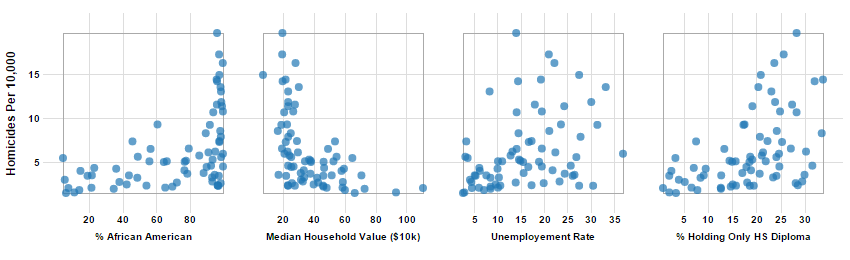 Homicides Per 10,000
15
10
5
20 40 60 80
% African American
20 40 60 80 100
Median Household Value ($10k)
5 10 15 20 25 30 35
Unemployement Rate
5 10 15 20 25 30
% Holding Only HS Diploma